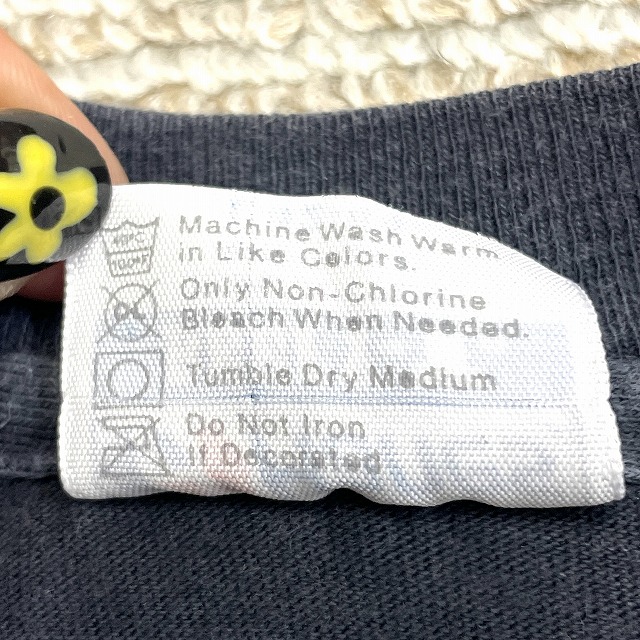 Machine Wash Warm
in Like Colors.
Only Non-Chlorine
Bleach When Needed.
Tumble Dry Medium
Do Not Iron
If Decorated